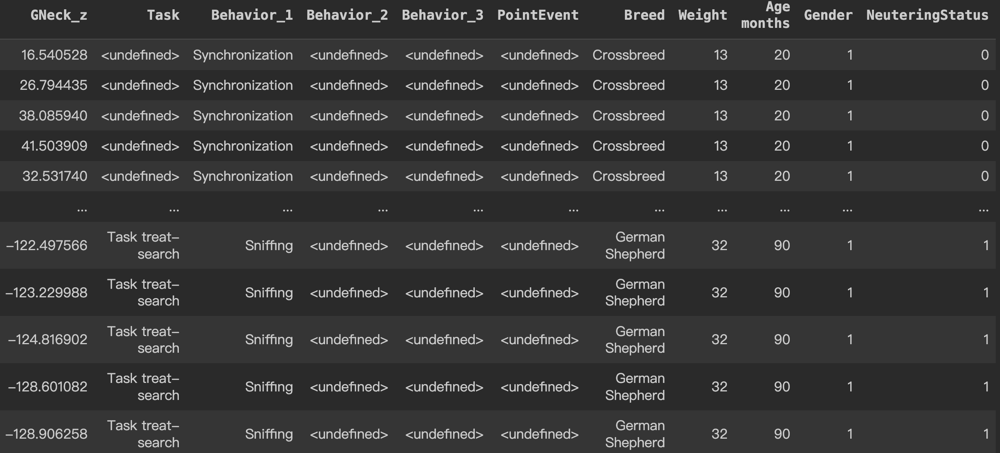 GNeck_z Task Behavior_1 Behavior_2 Behavior_3 PointEvent Breed Weight Age months Gender NeuteringStatus
16.540528 <undefined> Synchronization <undefined> <undefined> <undefined> Crossbreed 13 20 1 0
26.794435 <undefined> Synchronization <undefined> <undefined> <undefined> Crossbreed 13 20 1 0
38.085940 <undefined> Synchronization <undefined> <undefined> <undefined> Crossbreed 13 20 1 0
41.503909 <undefined> Synchronization <undefined> <undefined> <undefined> Crossbreed 13 20 1 0
32.531740 <undefined> Synchronization <undefined> <undefined> <undefined> Crossbreed 13 20 1 0
... ... ... ... ... ... ... ... ... ... ...
-122.497566 Task treat-search Sniffing <undefined> <undefined> <undefined> German Shepherd 32 90 1 1
-123.229988 Task treat-search Sniffing <undefined> <undefined> <undefined> German Shepherd 32 90 1 1
-124.816902 Task treat-search Sniffing <undefined> <undefined> <undefined> German Shepherd 32 90 1 1
-128.601082 Task treat-search Sniffing <undefined> <undefined> <undefined> German Shepherd 32 90 1 1
-128.906258 Task treat-search Sniffing <undefined> <undefined> <undefined> German Shepherd 32 90 1 1